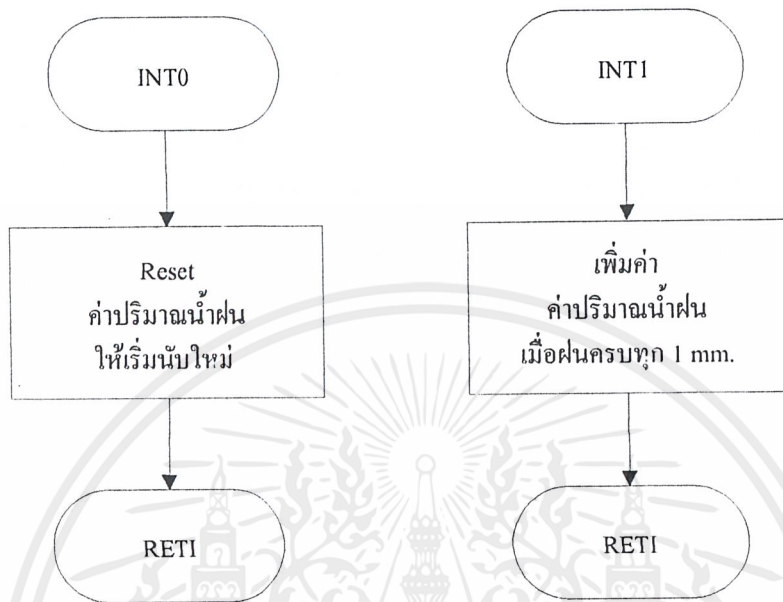 INT0
Reset
ค่าปริมาณน้ำฝน
ให้เริ่มนับใหม่
RETI
INT1
เพิ่มค่า
ค่าปริมาณน้ำฝน
เมื่อฝนครบทุก 1 mm.
RETI